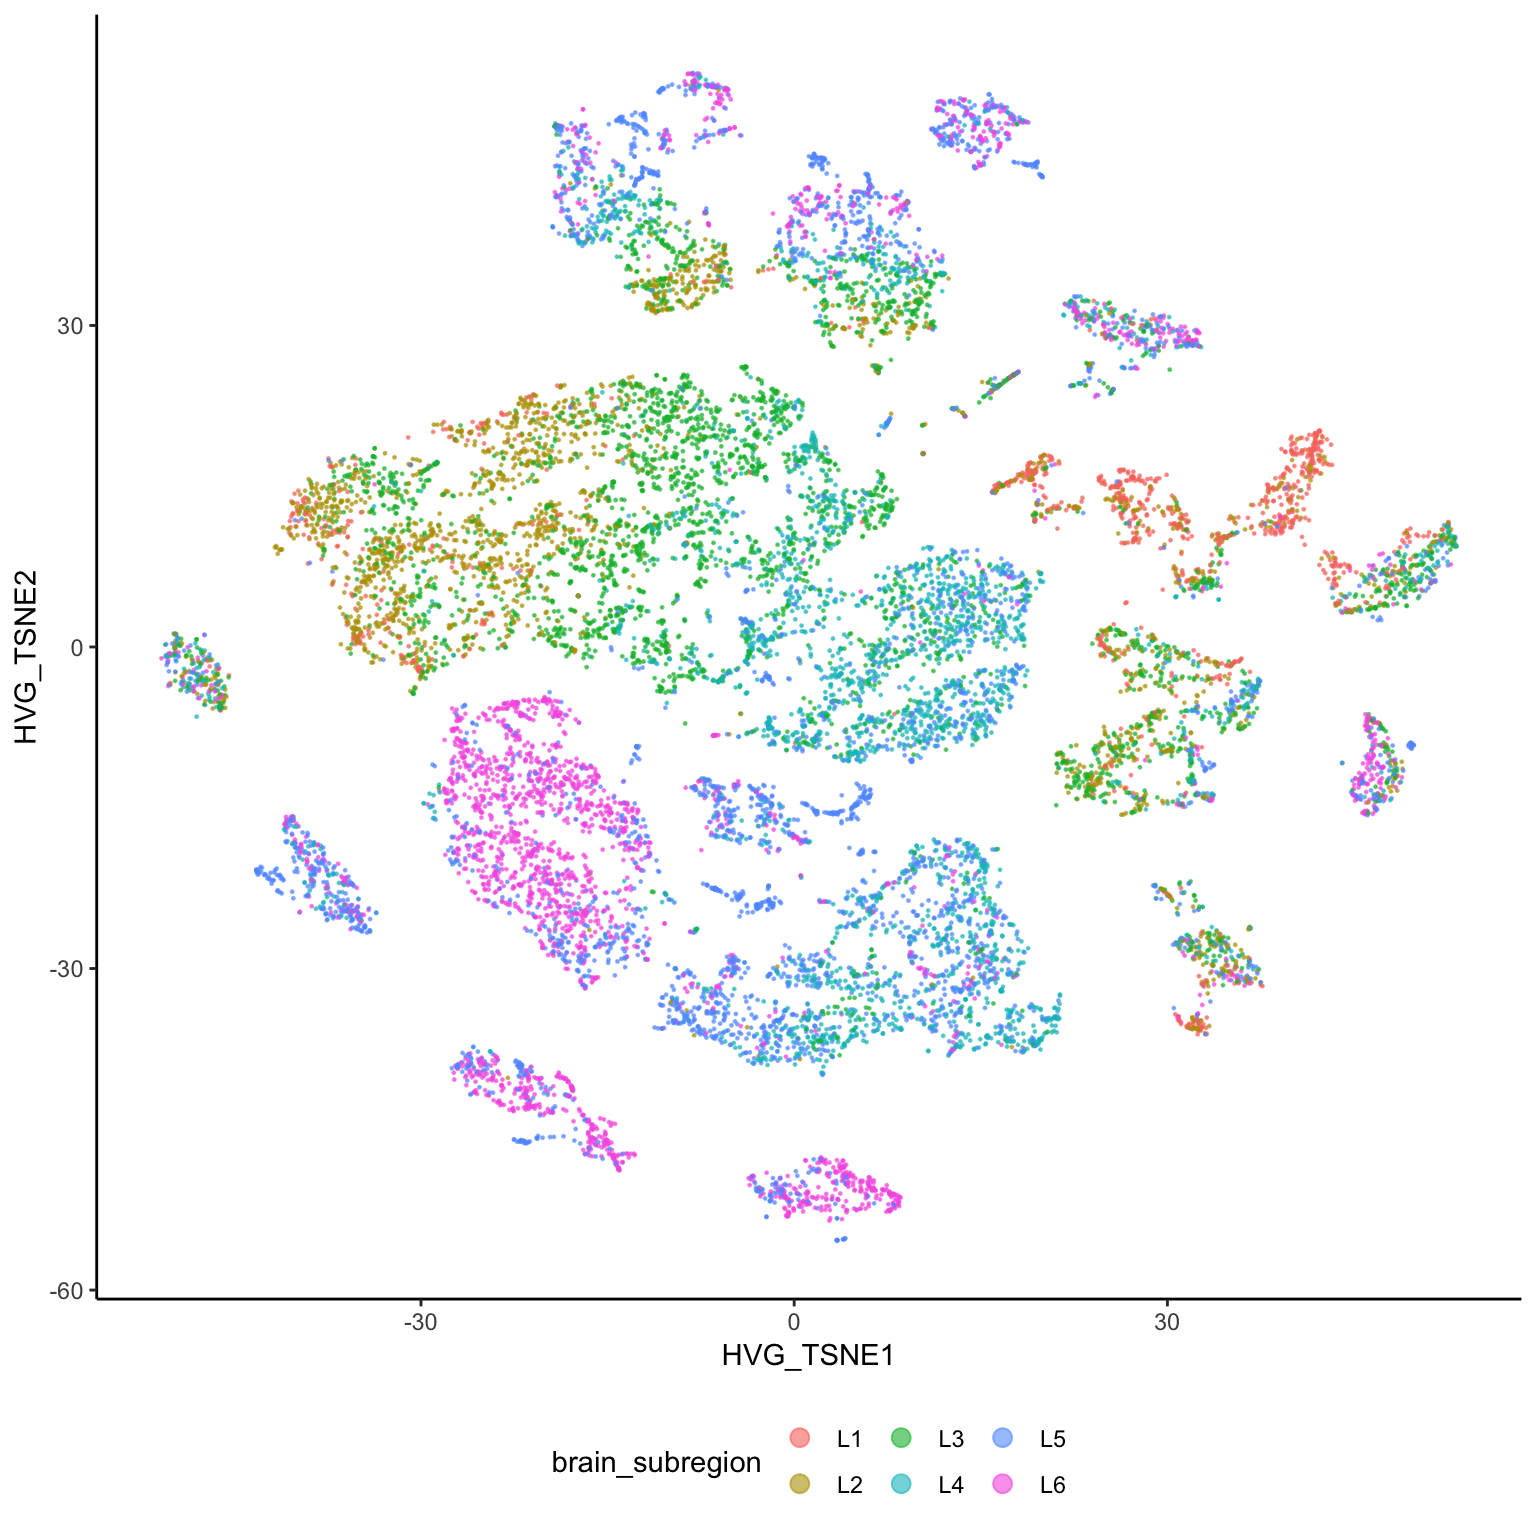 30
0
-30
-60
HVG_TSNE2
-30 0 30
HVG_TSNE1
brain_subregion
L1 L3 L5
L2 L4 L6